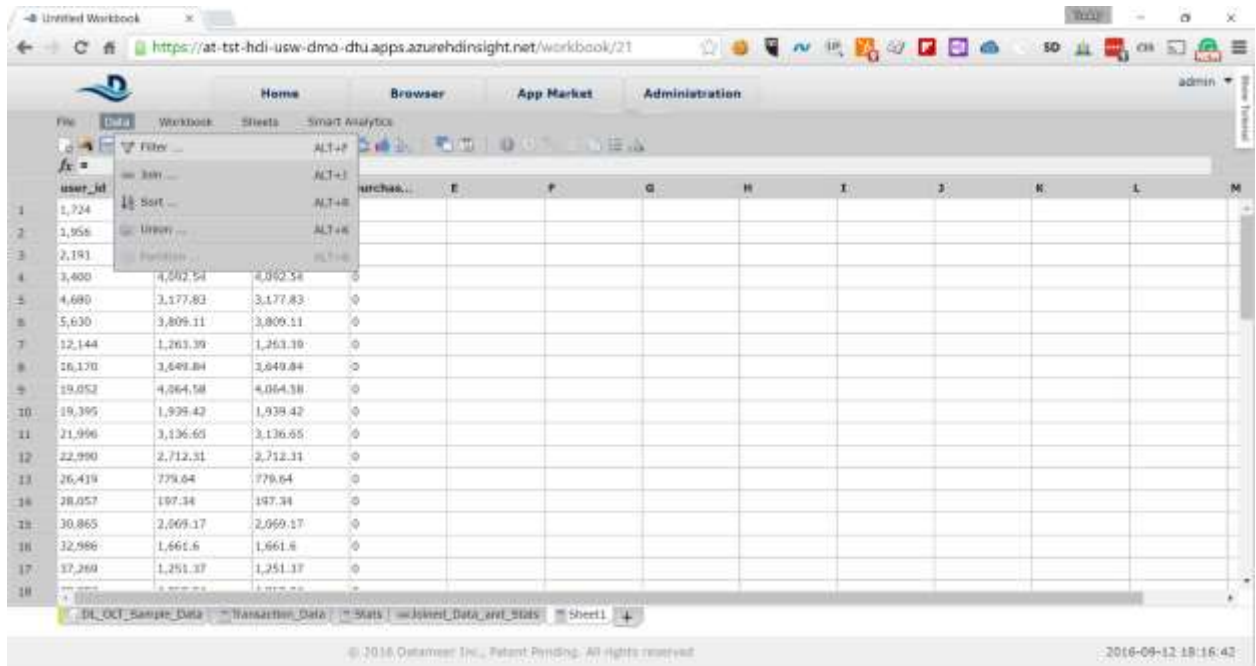 Untitled Workbook
https://at-tst-hdi-usw-dmo-dtu.apps.azurehdinsight.net/workbook/21
SD
CSS
admin
Home Browser App Market Administration
File Data Workbook Sheets Smart Analytics
Filter ... ALT+F
fx =
Join ... ALT+J
user_id urchas... E F G H I J K L M
Sort ... ALT+R
1 1,724
2 1,956 Union ... ALT+K
3 2,191 Partition ...
4 3,400 4,092.54 4,092.54 0
5 4,680 3,177.83 3,177.83 0
6 5,630 3,809.11 3,809.11 0
7 12,144 1,263.39 1,263.39 0
8 16,170 3,649.84 3,649.84 0
9 19,052 4,064.58 4,064.58 0
10 19,395 1,939.42 1,939.42 0
11 21,996 3,136.65 3,136.65 0
12 22,990 2,712.31 2,712.31 0
13 26,419 779.64 779.64 0
14 28,057 197.34 197.34 0
15 30,865 2,069.17 2,069.17 0
16 32,986 1,661.6 1,661.6 0
17 37,269 1,251.37 1,251.37 0
18
DL_OCT_Sample_Data Transaction_Data Stats Joined_Data_and_Stats Sheet1 +
© 2016 Datameer Inc., Patent Pending. All rights reserved
2016-09-12 18:16:42